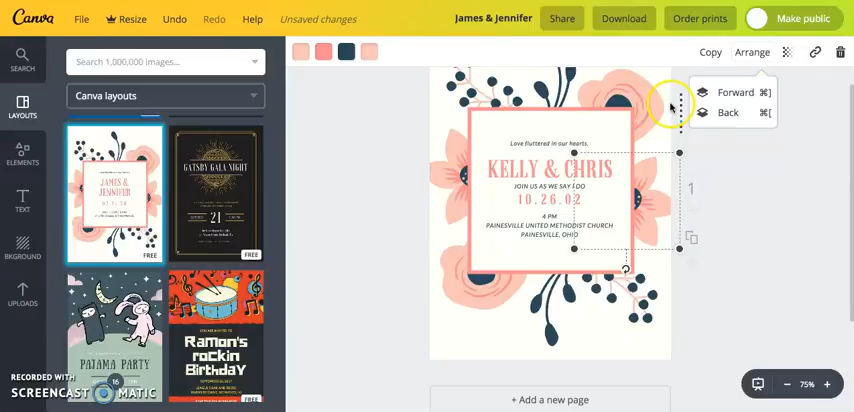 Canva
File
Resize
Undo
Redo
Help
Unsaved changes
James & Jennifer
Share
Download
Order prints
Make public
Copy
Arrange
Forward ⌘]
Back ⌘[
SEARCH
LAYOUTS
ELEMENTS
TEXT
BKGROUND
UPLOADS
Search 1,000,000 images...
Canva layouts
JAMES &
JENNIFER
FREE
GATSBY GALA NIGHT
21
FREE
PAJAMA PARTY
Ramon's
rockin
Birthday
FREE
Love fluttered in our hearts.
KELLY & CHRIS
JOIN US AS WE SAY I DO
10.26.02
4 PM
PAINESVILLE UNITED METHODIST CHURCH
PAINESVILLE, OHIO
1
+ Add a new page
75%
16
RECORDED WITH
SCREENCAST MATIC